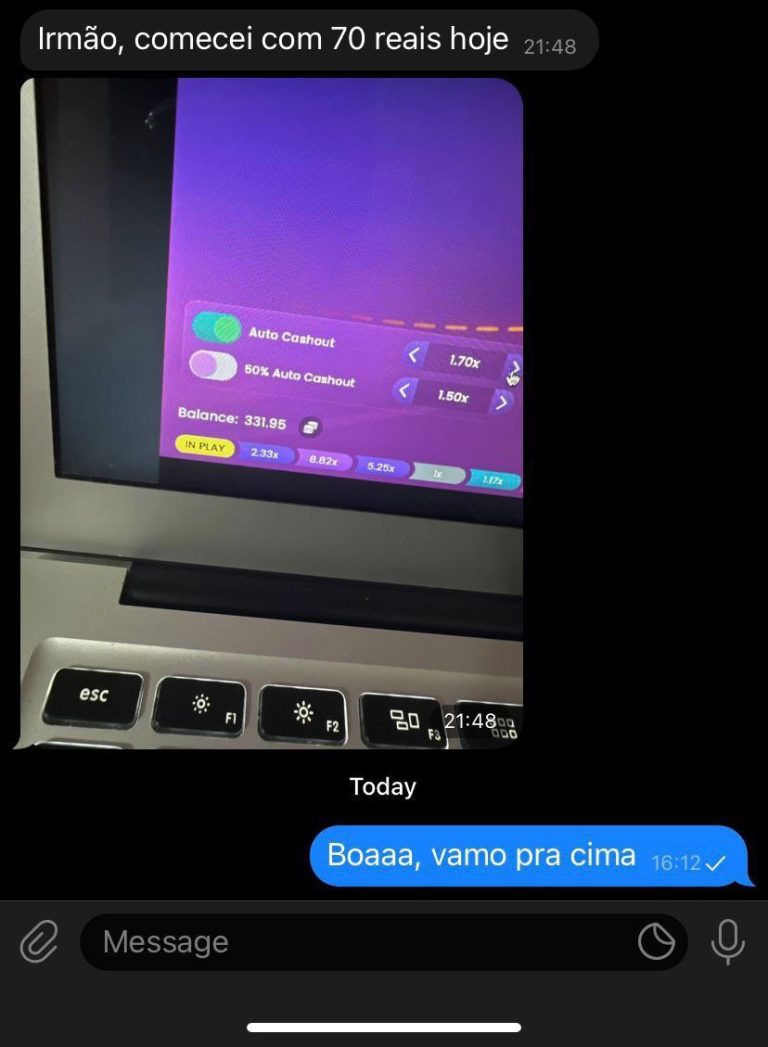 Irmão, comecei com 70 reais hoje 21:48
Auto Cashout
1.70x
50% Auto Cashout
1.50x
Balance: 331.95
IN PLAY 2.33x 8.82x 5.25x 1x 1.17x
esc
F1
F2
F3
21:48
Today
Boaaa, vamo pra cima 16:12
Message